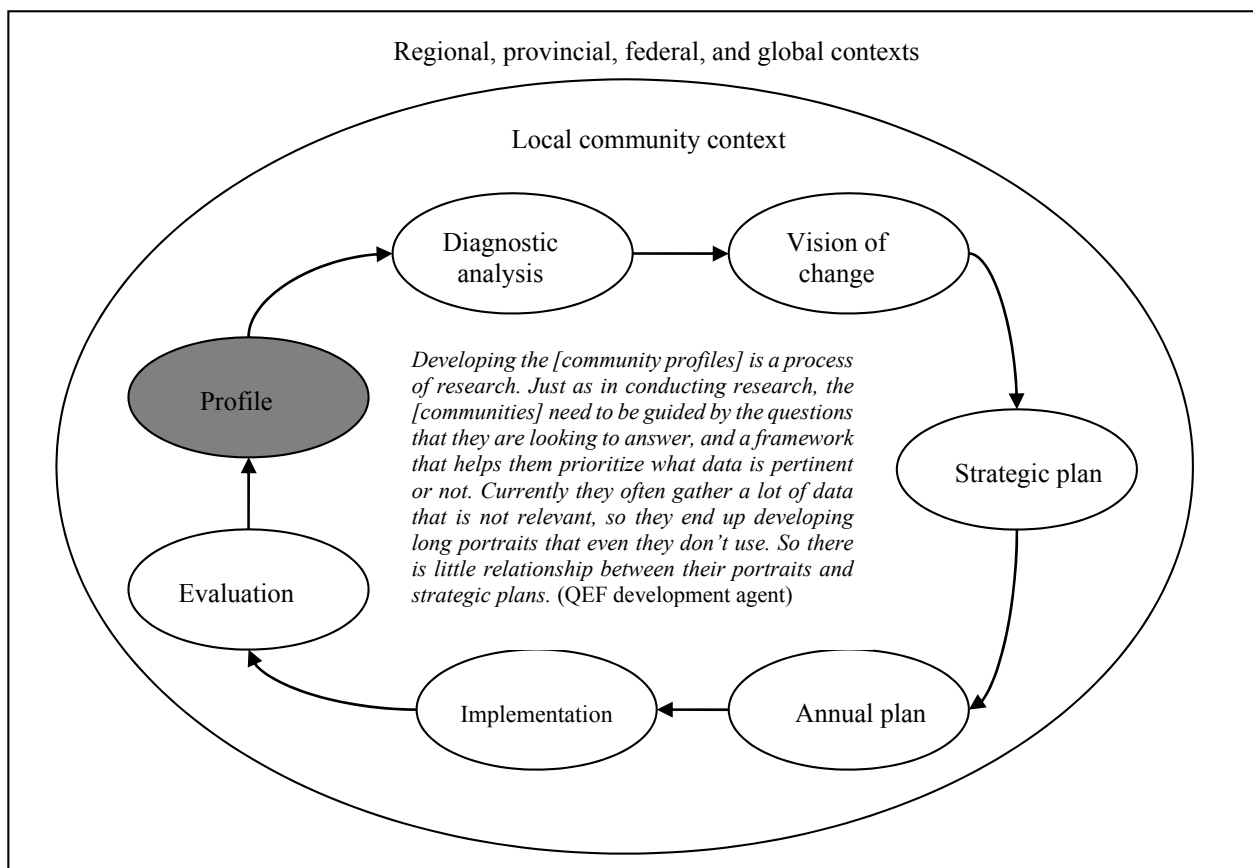 Regional, provincial, federal, and global contexts
Local community context
Diagnostic
analysis
Vision of
change
Profile
Developing the [community profiles] is a process
of research. Just as in conducting research, the
[communities] need to be guided by the questions
that they are looking to answer, and a framework
that helps them prioritize what data is pertinent
or not. Currently they often gather a lot of data
that is not relevant, so they end up developing
long portraits that even they don’t use. So there
is little relationship between their portraits and
strategic plans. (QEF development agent)
Strategic plan
Evaluation
Implementation
Annual plan